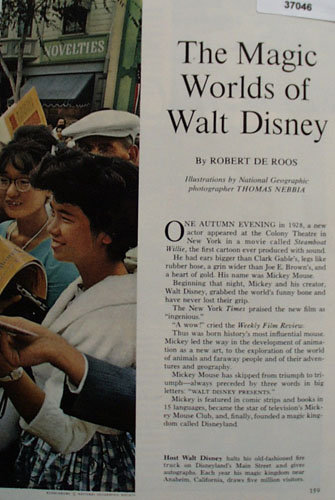 37046
NOVELTIES
The Magic
Worlds of
Walt Disney
By ROBERT DE ROOS
Illustrations by National Geographic
photographer THOMAS NEBBIA
ONE AUTUMN EVENING in 1928, a new
actor appeared at the Colony Theatre in
New York in a movie called Steamboat
Willie, the first cartoon ever produced with sound.
He had ears bigger than Clark Gable's, legs like
rubber hose, a grin wider than Joe E. Brown's, and
a heart of gold. His name was Mickey Mouse.
Beginning that night, Mickey and his creator,
Walt Disney, grabbed the world's funny bone and
have never lost their grip.
The New York Times praised the new film as
"ingenious."
"A wow!" cried the Weekly Film Review.
Thus was born history's most influential mouse.
Mickey led the way in the development of anima-
tion as a new art, to the exploration of the world
of animals and faraway people and of their adven-
tures and geography.
Mickey Mouse has skipped from triumph to tri-
umph—always preceded by three words in big
letters: "WALT DISNEY PRESENTS."
Mickey is featured in comic strips and books in
15 languages, became the star of television's Mick-
ey Mouse Club, and, finally, founded a magic king-
dom called Disneyland.
Host Walt Disney halts his old-fashioned fire
truck on Disneyland's Main Street and gives
autographs. Each year his magic kingdom near
Anaheim, California, draws five million visitors.
159